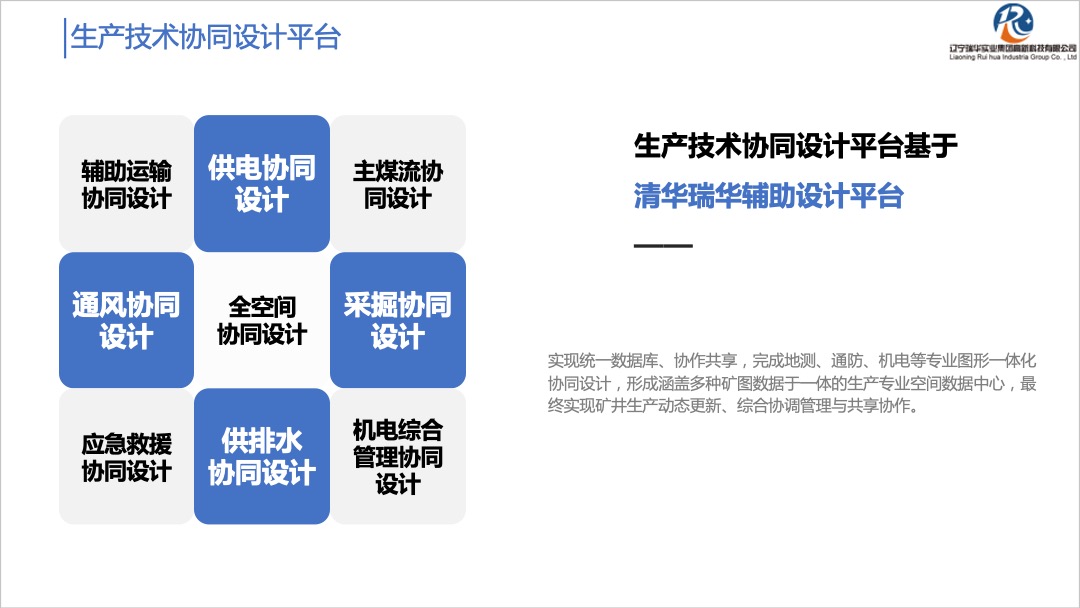 生产技术协同设计平台
辽宁瑞华实业集团高新科技有限公司
Liaoning Rui hua Industria Group Co. , Ltd
辅助运输
协同设计
供电协同
设计
主煤流协
同设计
通风协同
设计
全空间
协同设计
采掘协同
设计
应急救援
协同设计
供排水
协同设计
机电综合
管理协同
设计
生产技术协同设计平台基于
清华瑞华辅助设计平台
实现统一数据库、协作共享，完成地测、通防、机电等专业图形一体化
协同设计，形成涵盖多种矿图数据于一体的生产专业空间数据中心，最
终实现矿井生产动态更新、综合协调管理与共享协作。